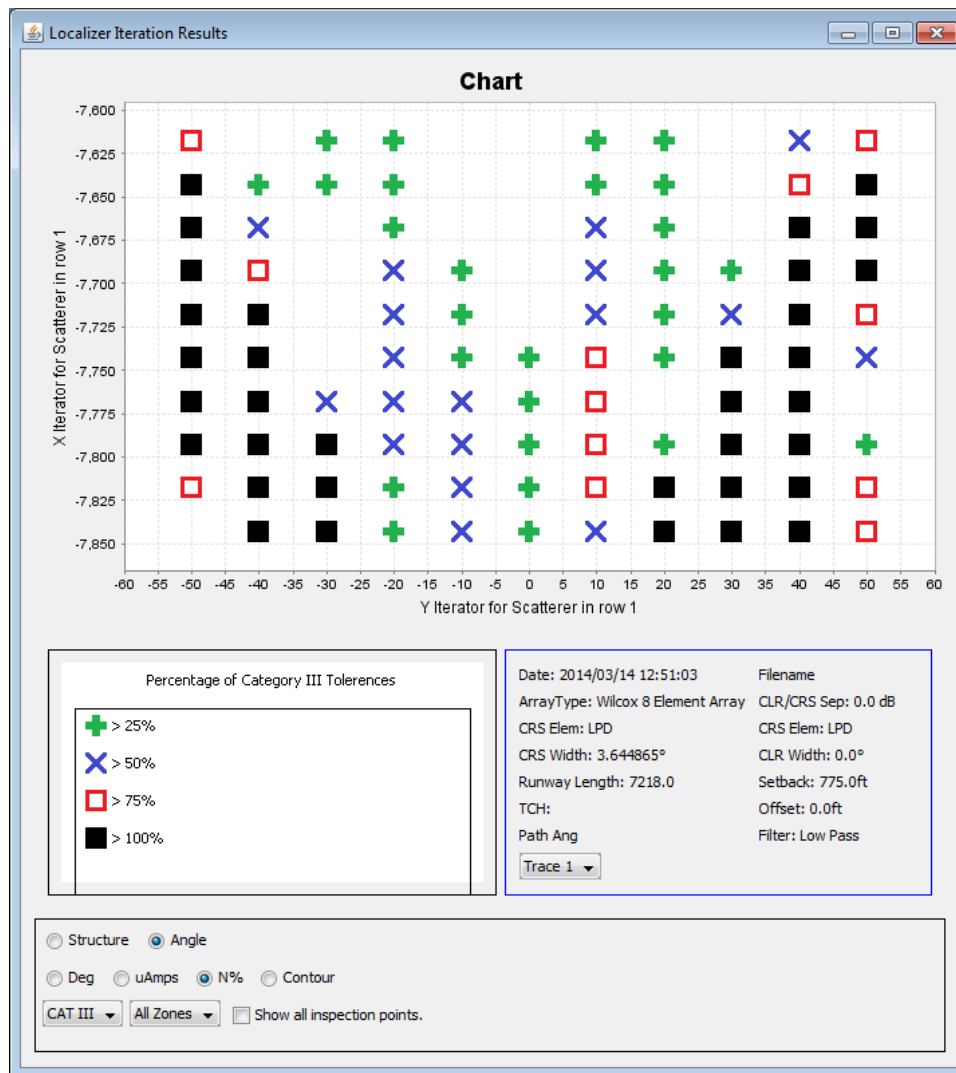 Localizer Iteration Results
Chart
-7,600
-7,625
-7,650
-7,675
-7,700
-7,725
-7,750
-7,775
-7,800
-7,825
-7,850
X Iterator for Scatterer in row 1
-60 -55 -50 -45 -40 -35 -30 -25 -20 -15 -10 -5 0 5 10 15 20 25 30 35 40 45 50 55 60
Y Iterator for Scatterer in row 1
Percentage of Category III Tolerences
> 25%
> 50%
> 75%
> 100%
Date: 2014/03/14 12:51:03 Filename
ArrayType: Wilcox 8 Element Array CLR/CRS Sep: 0.0 dB
CRS Elem: LPD CRS Elem: LPD
CRS Width: 3.644865° CLR Width: 0.0°
Runway Length: 7218.0 Setback: 775.0ft
TCH: Offset: 0.0ft
Path Ang Filter: Low Pass
Trace 1
Structure Angle
Deg uAmps N% Contour
CAT III All Zones Show all inspection points.